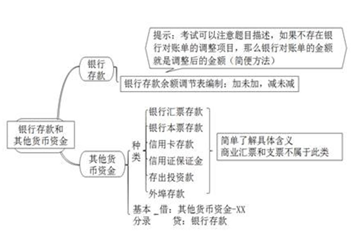 提示：考试可以注意题目描述，如果不存在银
行对账单的调整项目，那么银行对账单的金额
就是调整后的金额（简便方法）
银行
存款
银行存款余额调节表编制：加未加，减未减
银行存款和
其他货币资金
其他货
币资金
种
类
银行汇票存款
银行本票存款
信用卡存款
信用证保证金
存出投资款
外埠存款
简单了解具体含义
商业汇票和支票不属于此类
基本
分录
借：其他货币资金-XX
贷：银行存款